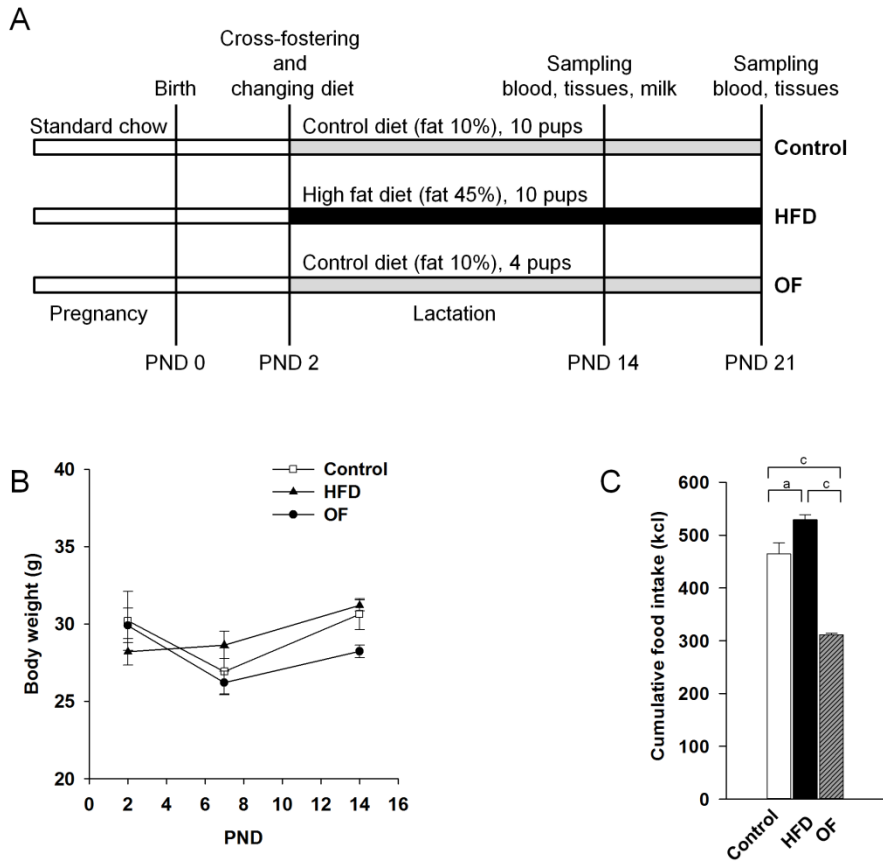 A
Cross-fostering
and
changing diet
Birth
Sampling
blood, tissues, milk
Sampling
blood, tissues
Standard chow
Control diet (fat 10%), 10 pups
Control
High fat diet (fat 45%), 10 pups
HFD
Control diet (fat 10%), 4 pups
OF
Pregnancy
Lactation
PND 0
PND 2
PND 14
PND 21
B
Control
HFD
OF
Body weight (g)
40
35
30
25
20
0 2 4 6 8 10 12 14 16
PND
C
c
a
c
Cumulative food intake (kcl)
600
500
400
300
200
100
0
Control
HFD
OF